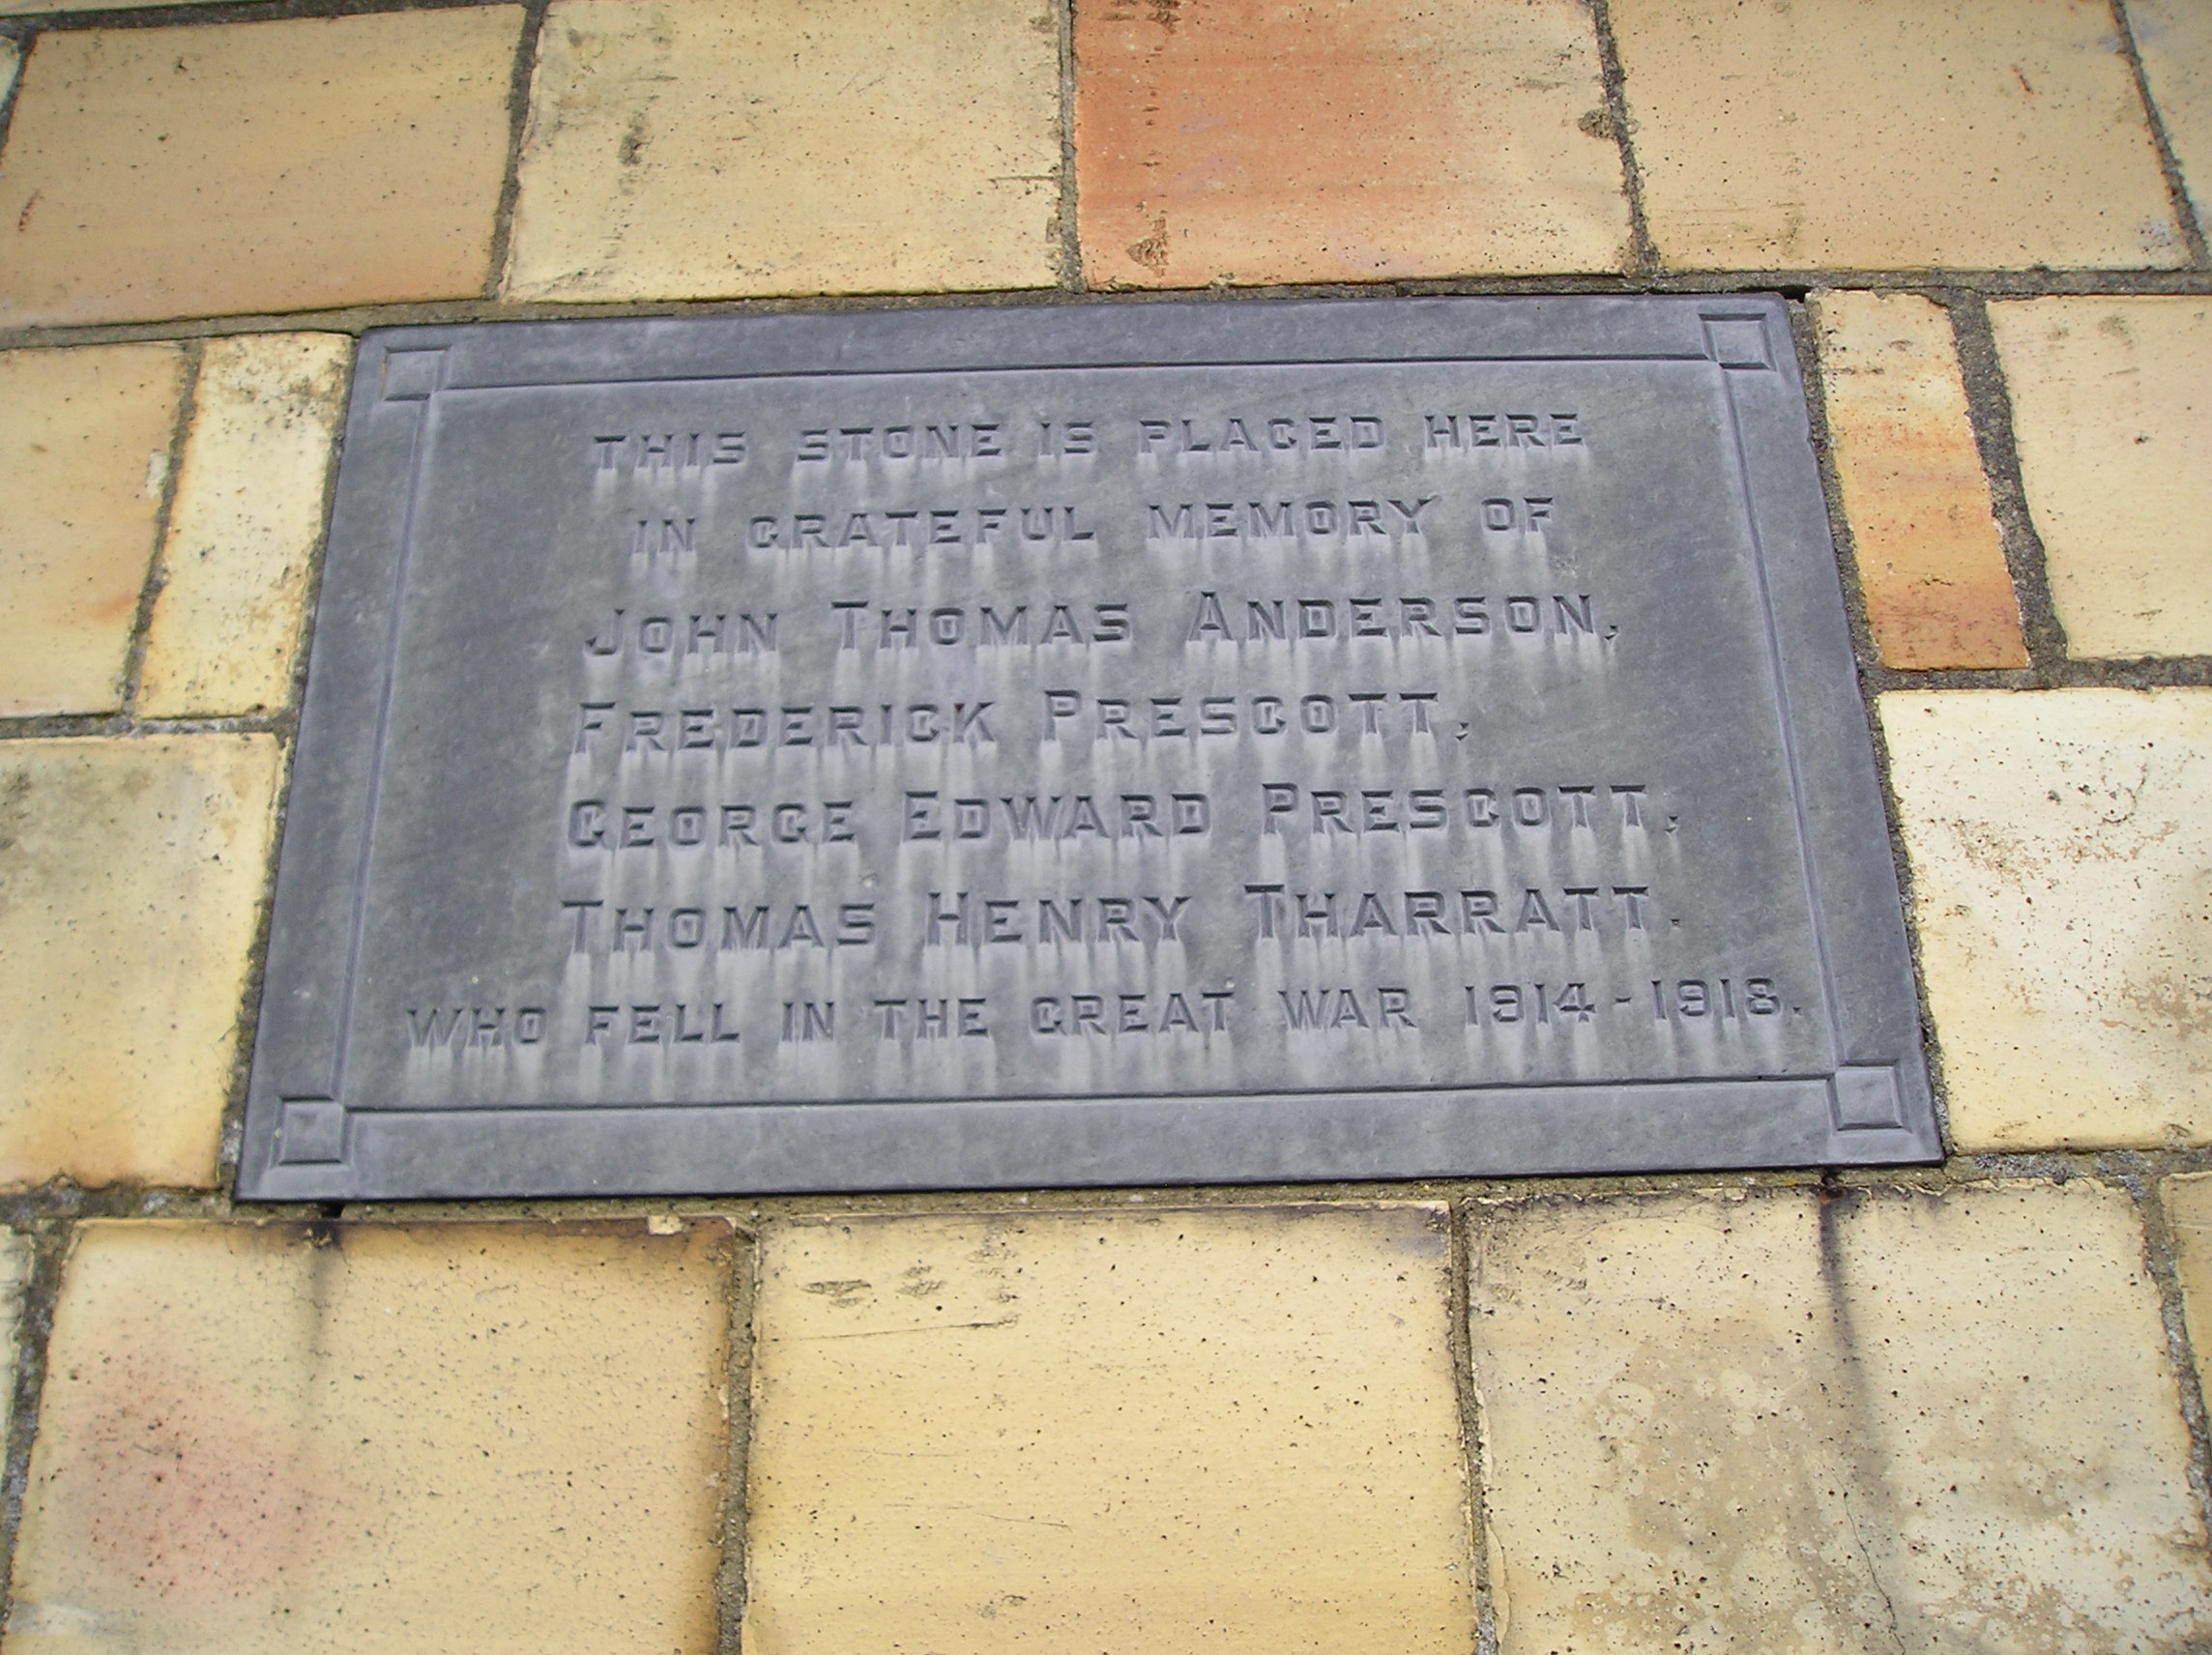 THIS STONE IS PLACED HERE
IN GRATEFUL MEMORY OF
JOHN THOMAS ANDERSON,
FREDERICK PRESCOTT,
GEORGE EDWARD PRESCOTT,
THOMAS HENRY THARRATT.
WHO FELL IN THE GREAT WAR 1914-1918.